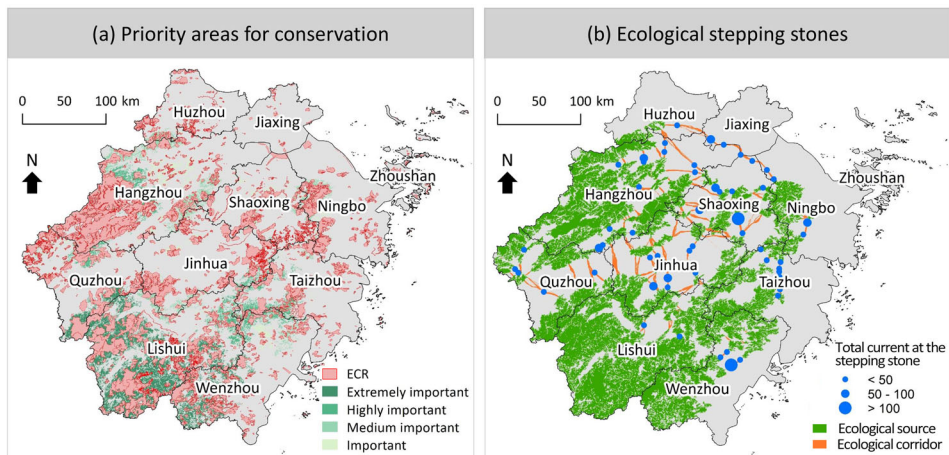 (a) Priority areas for conservation
0 50 100 km
N
Huzhou
Jiaxing
Zhoushan
Hangzhou
Shaoxing
Ningbo
Jinhua
Quzhou
Taizhou
Lishui
Wenzhou
ECR
Extremely important
Highly important
Medium important
Important
(b) Ecological stepping stones
0 50 100 km
N
Huzhou
Jiaxing
Zhoushan
Hangzhou
Shaoxing
Ningbo
Jinhua
Quzhou
Taizhou
Lishui
Wenzhou
Total current at the
stepping stone
< 50
50 - 100
> 100
Ecological source
Ecological corridor